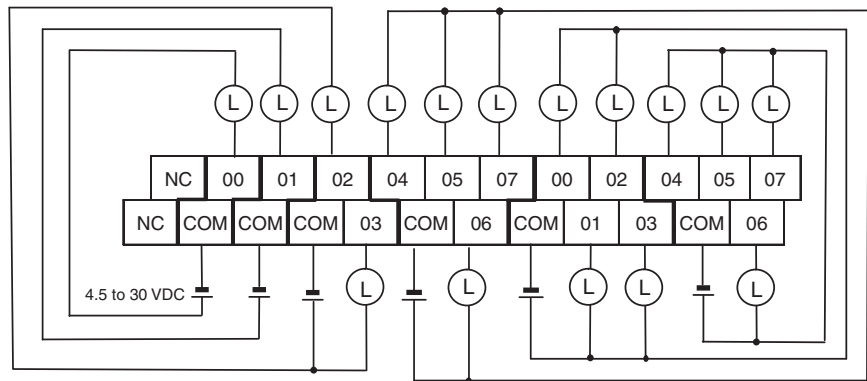 L L L L L L L L L L L
NC 00 01 02 04 05 07 00 02 04 05 07
NC COM COM COM 03 COM 06 COM 01 03 COM 06
4.5 to 30 VDC
L L L L L